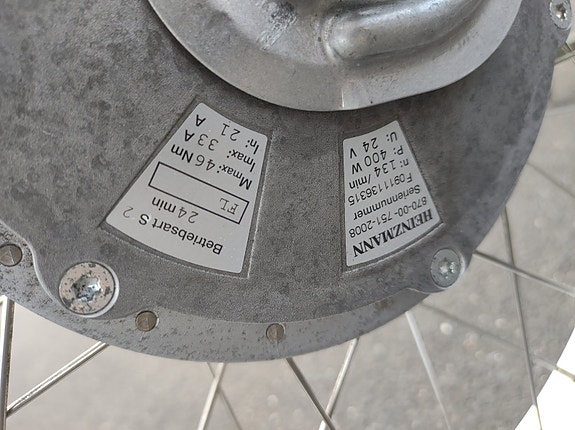 HEINZMANN
870-00-751-2008
Seriennummer
F0911136315
n: 134/min
P: 400 W
U: 24 V
Betriebsart S 2
24 min
FL
Mmax: 46 Nm
Imax: 33 A
In: 21 A